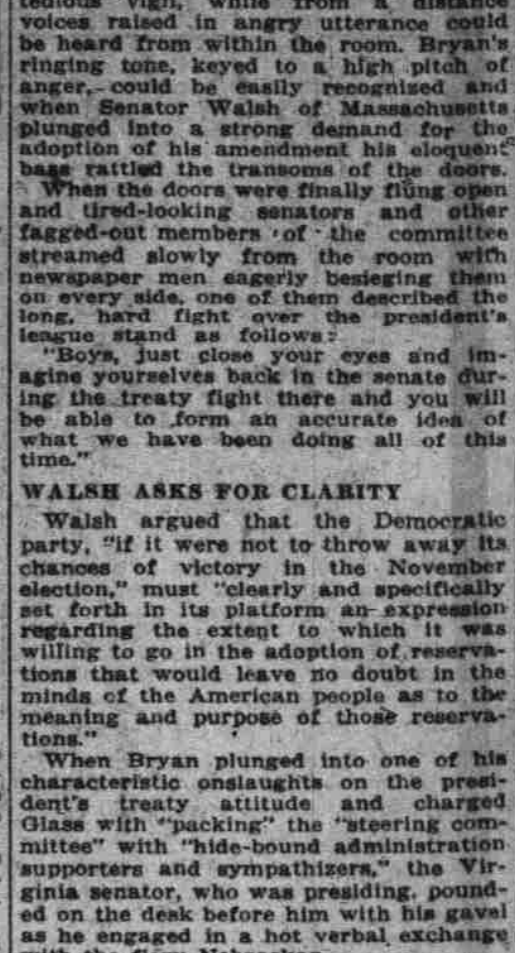 tedious vigil, while from a distance
voices raised in angry utterance could
be heard from within the room. Bryan's
ringing tone, keyed to a high pitch of
anger, could be easily recognized and
when Senator Walsh of Massachusetts
plunged into a strong demand for the
adoption of his amendment his eloquent
bass rattled the transoms of the doors.
When the doors were finally flung open
and tired-looking senators and other
fagged-out members of the committee
streamed slowly from the room with
newspaper men eagerly besieging them
on every side, one of them described the
long, hard fight over the president's
league stand as follows:
"Boys, just close your eyes and im-
agine yourselves back in the senate dur-
ing the treaty fight there and you will
be able to form an accurate idea of
what we have been doing all of this
time."
WALSH ASKS FOR CLARITY
Walsh argued that the Democratic
party, "if it were not to throw away its
chances of victory in the November
election," must "clearly and specifically
set forth in its platform an expression
regarding the extent to which it was
willing to go in the adoption of reserva-
tions that would leave no doubt in the
minds of the American people as to the
meaning and purpose of those reserva-
tions."
When Bryan plunged into one of his
characteristic onslaughts on the presi-
dent's treaty attitude and charged
Glass with "packing" the "steering com-
mittee" with "hide-bound administration
supporters and sympathizers," the Vir-
ginia senator, who was presiding, pound-
ed on the desk before him with his gavel
as he engaged in a hot verbal exchange